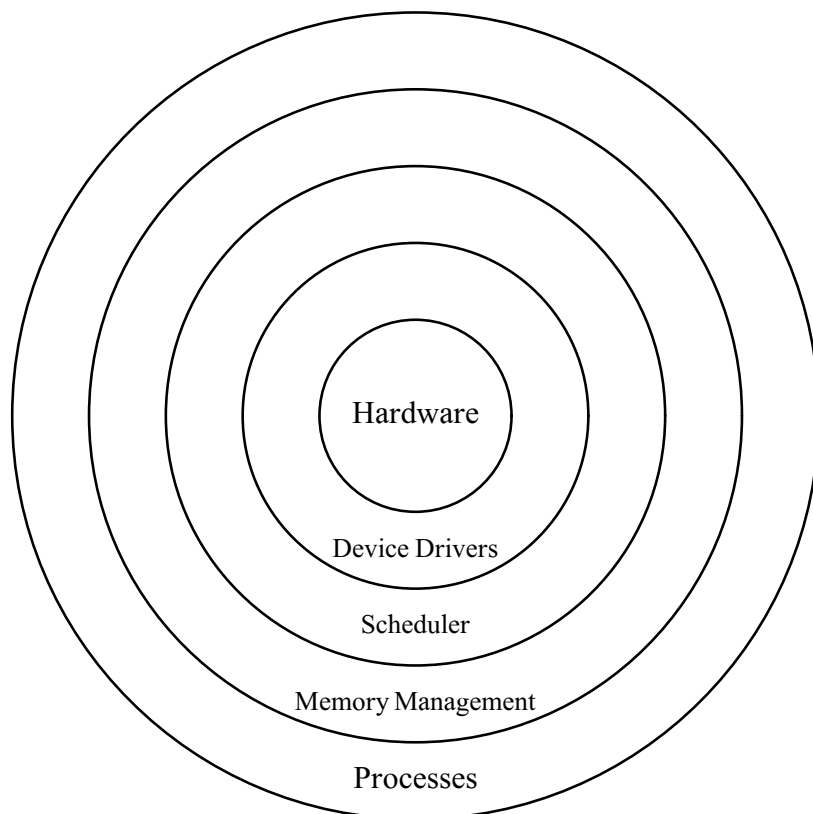 Hardware
Device Drivers
Scheduler
Memory Management
Processes